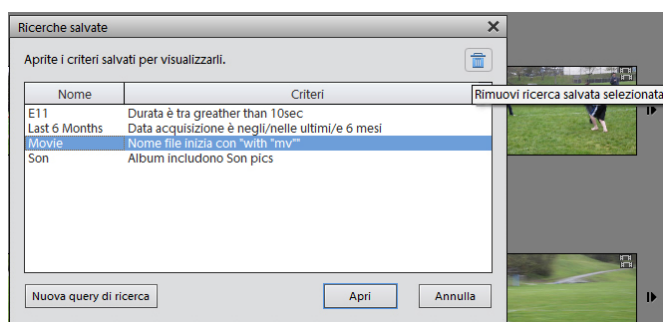 Ricerche salvate
Aprite i criteri salvati per visualizzarli.
Nome Criteri
Rimuovi ricerca salvata selezionata
E11 Durata è tra greather than 10sec
Last 6 Months Data acquisizione è negli/nelle ultimi/e 6 mesi
Movie Nome file inizia con "with "mv""
Son Album includono Son pics
Nuova query di ricerca Apri Annulla